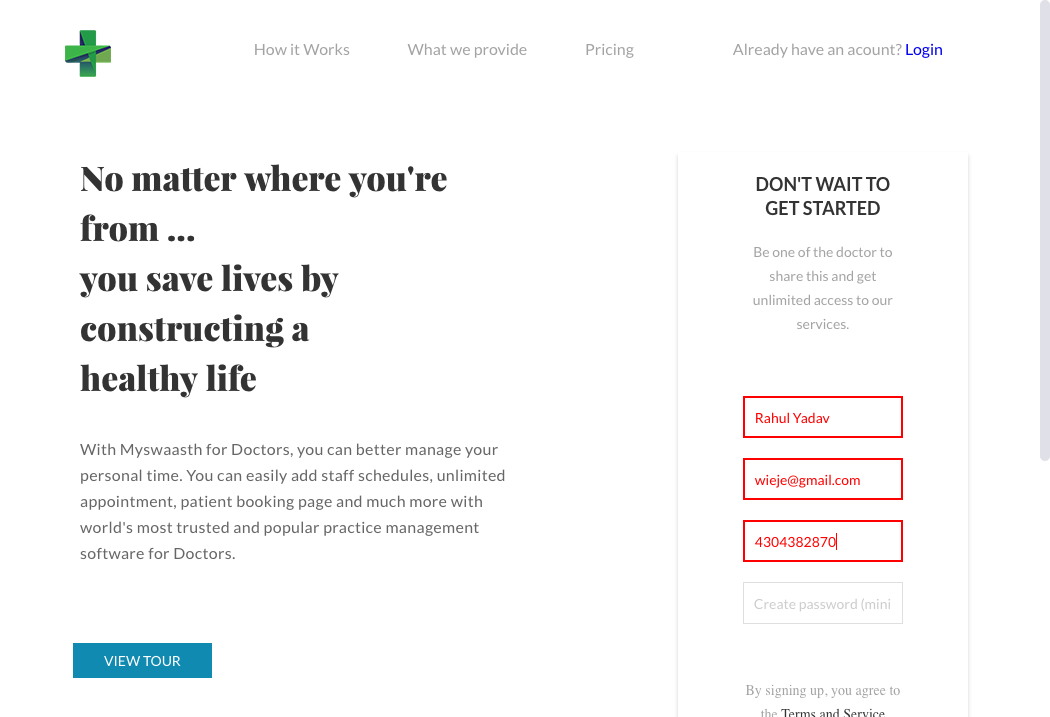 How it Works
What we provide
Pricing
Already have an acount? Login
No matter where you're
from ...
you save lives by
constructing a
healthy life
With Myswaasth for Doctors, you can better manage your
personal time. You can easily add staff schedules, unlimited
appointment, patient booking page and much more with
world's most trusted and popular practice management
software for Doctors.
VIEW TOUR
DON'T WAIT TO
GET STARTED
Be one of the doctor to
share this and get
unlimited access to our
services.
Rahul Yadav
wieje@gmail.com
4304382870
Create password (mini
By signing up, you agree to
the Terms and Service